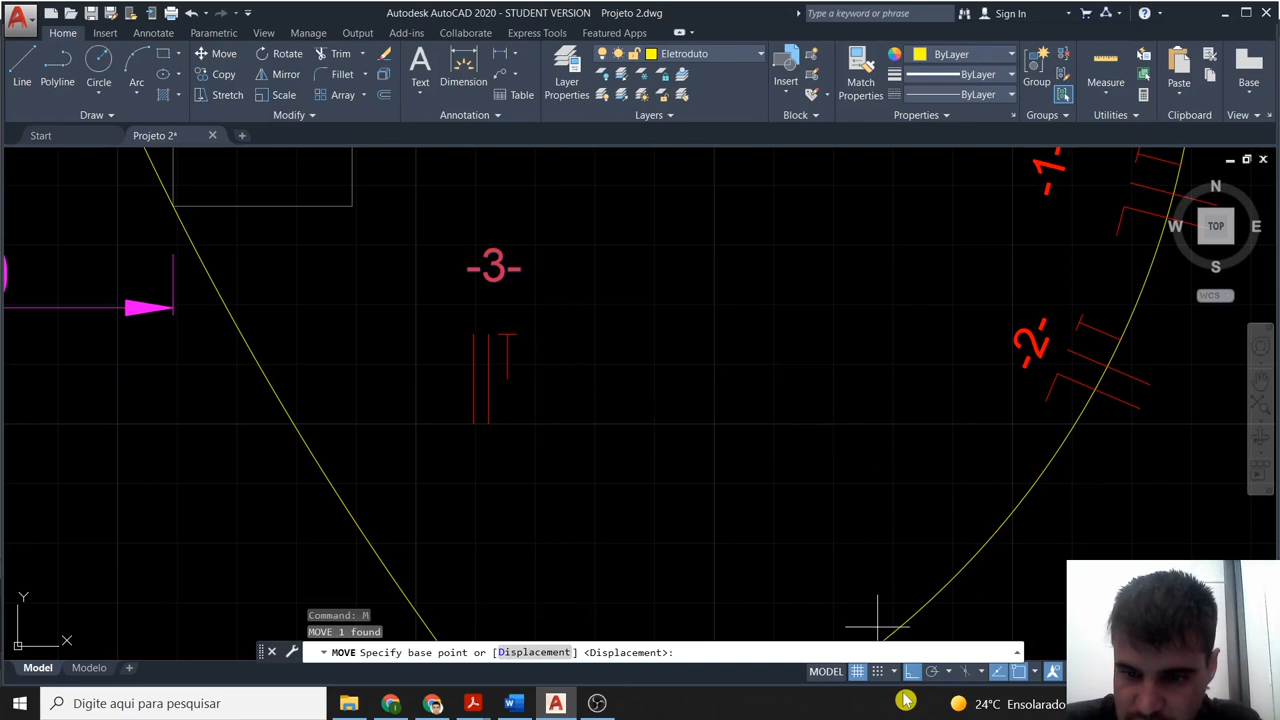 Autodesk AutoCAD 2020 - STUDENT VERSION Projeto 2.dwg
Type a keyword or phrase
Sign In
Home Insert Annotate Parametric View Manage Output Add-ins Collaborate Express Tools Featured Apps
Line Polyline Circle Arc
Move Rotate Trim
Copy Mirror Fillet
Stretch Scale Array
Text Dimension Table
Layer Properties
Eletroduto
Insert
Match Properties
ByLayer
ByLayer
ByLayer
Group
Measure
Paste
Base
Draw Modify Annotation Layers Block Properties Groups Utilities Clipboard View
Start Projeto 2*
-1-
N
W TOP E
S
WCS
-3-
-2-
Y
X
Command: M
MOVE 1 found
MOVE Specify base point or [Displacement] <Displacement>:
Model Modelo
MODEL
Digite aqui para pesquisar
24°C Ensolarado